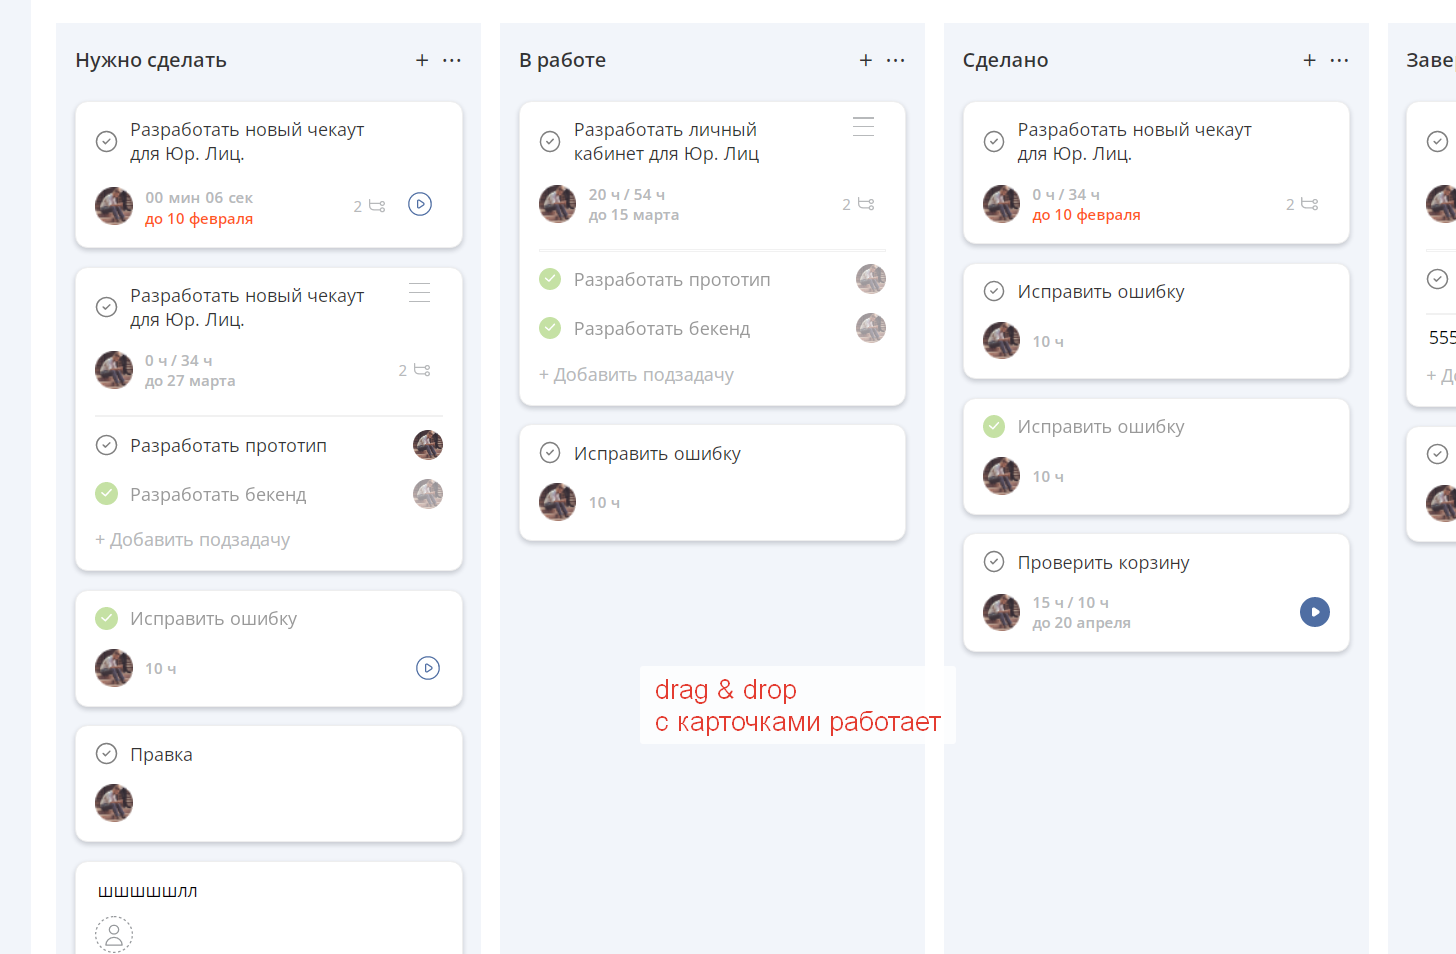 Нужно сделать
Разработать новый чекаут
для Юр. Лиц.
00 мин 06 сек
до 10 февраля
2
Разработать новый чекаут
для Юр. Лиц.
0 ч / 34 ч
до 27 марта
2
Разработать прототип
Разработать бекенд
+ Добавить подзадачу
Исправить ошибку
10 ч
Правка
шшшшшлл
В работе
Разработать личный
кабинет для Юр. Лиц
20 ч / 54 ч
до 15 марта
2
Разработать прототип
Разработать бекенд
+ Добавить подзадачу
Исправить ошибку
10 ч
drag & drop
с карточками работает
Сделано
Разработать новый чекаут
для Юр. Лиц.
0 ч / 34 ч
до 10 февраля
2
Исправить ошибку
10 ч
Исправить ошибку
10 ч
Проверить корзину
15 ч / 10 ч
до 20 апреля
Заве
555
+ Д